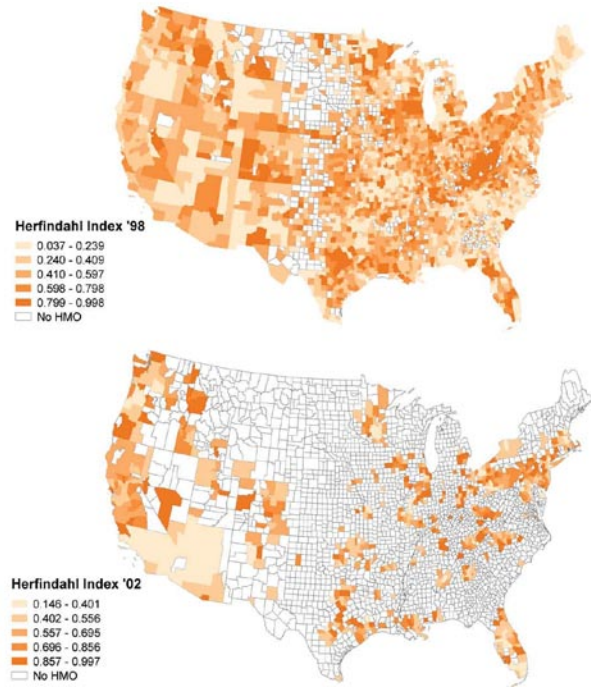 Herfindahl Index '98
0.037 - 0.239
0.240 - 0.409
0.410 - 0.597
0.598 - 0.798
0.799 - 0.998
No HMO
Herfindahl Index '02
0.146 - 0.401
0.402 - 0.556
0.557 - 0.695
0.696 - 0.856
0.857 - 0.997
No HMO